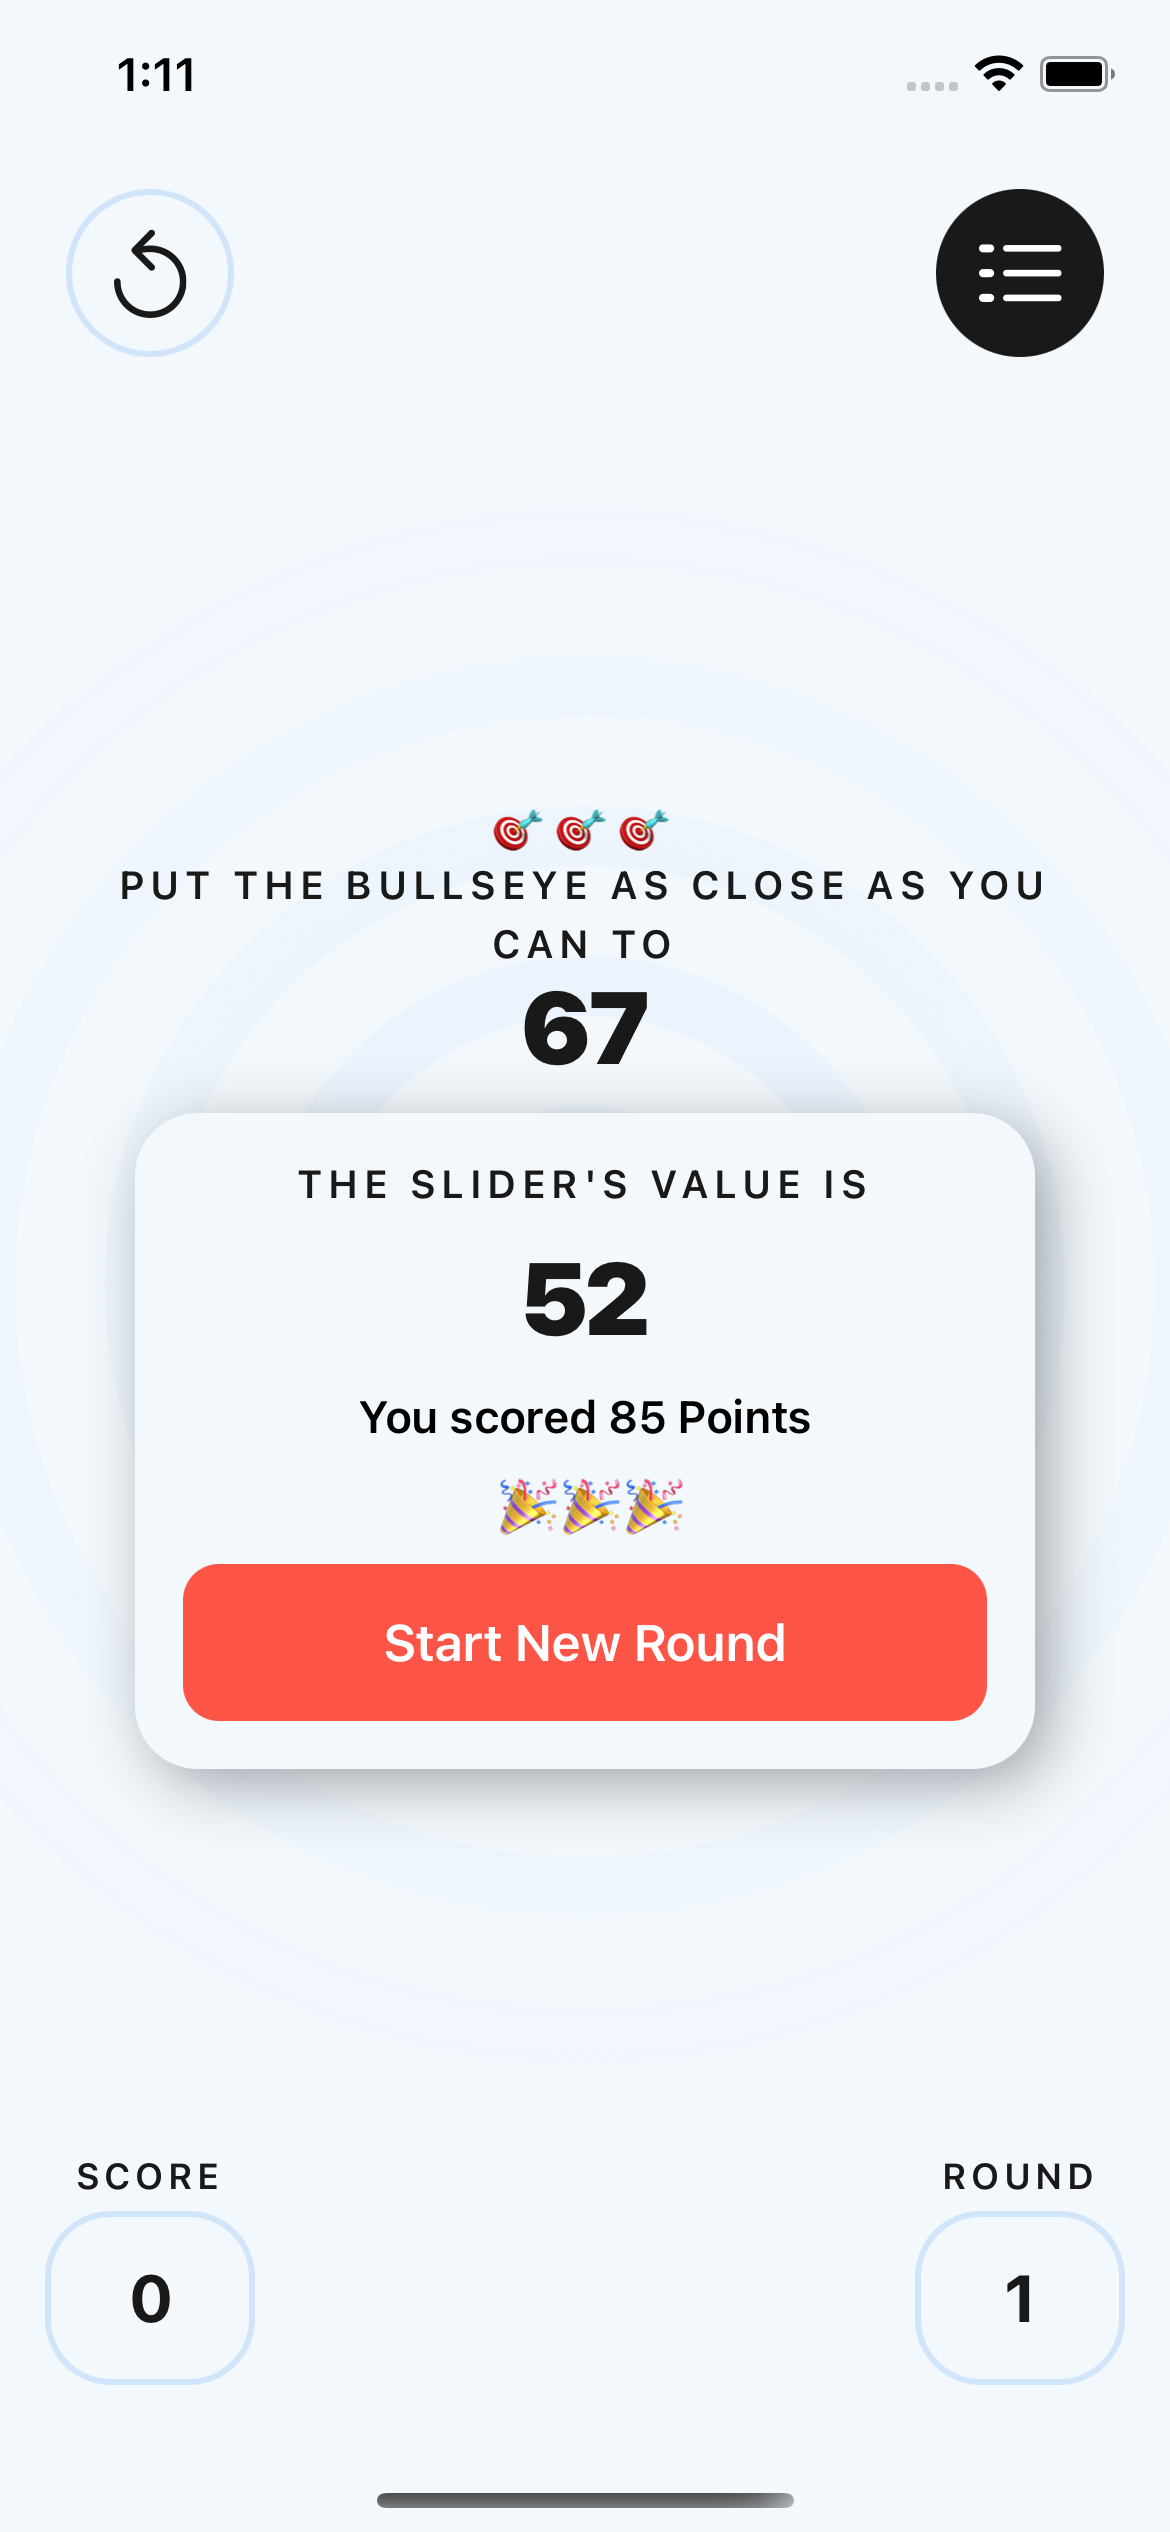 1:11
🎯🎯🎯
PUT THE BULLSEYE AS CLOSE AS YOU
CAN TO
67
THE SLIDER'S VALUE IS
52
You scored 85 Points
🎉🎉🎉
Start New Round
SCORE
ROUND
0
1